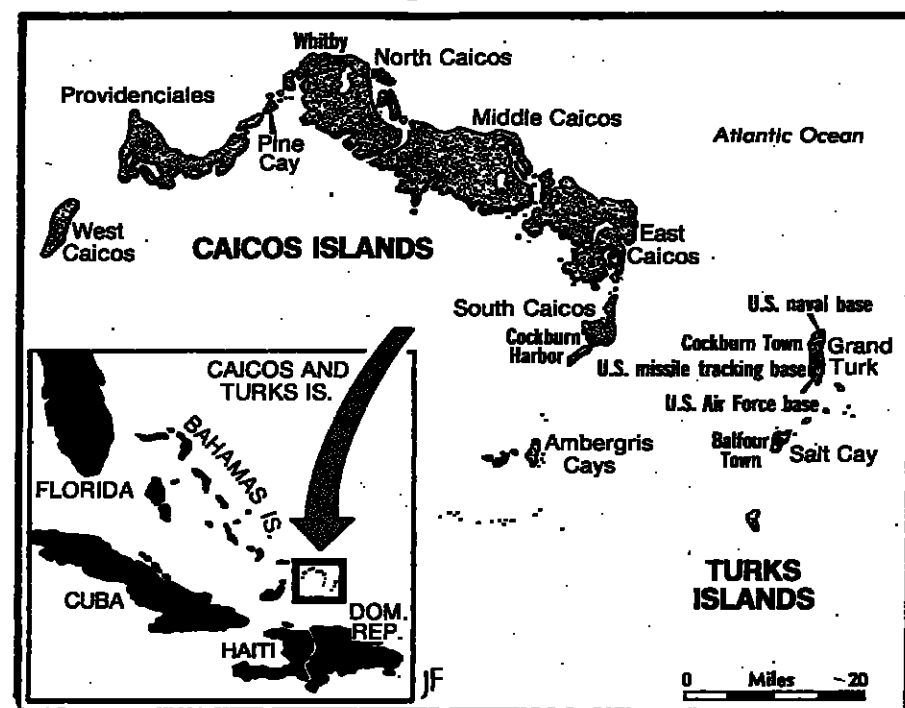 Whitby
North Caicos
Providenciales
Middle Caicos
Atlantic Ocean
Pine
Cay
West
Caicos
CAICOS ISLANDS
East
Caicos
South Caicos
Cockburn
Harbor
U.S. naval base
Cockburn Town
Grand
Turk
U.S. missile tracking base
U.S. Air Force base
Ambergris
Cays
Balfour
Town
Salt Cay
TURKS
ISLANDS
0 Miles 20
CAICOS AND
TURKS IS.
BAHAMAS IS.
FLORIDA
CUBA
HAITI
DOM.
REP.
JF